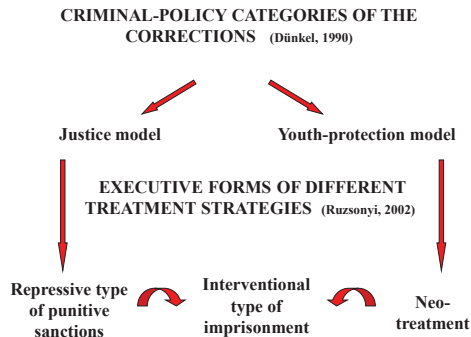 CRIMINAL-POLICY CATEGORIES OF THE
CORRECTIONS (Dünkel, 1990)
Justice model
Youth-protection model
EXECUTIVE FORMS OF DIFFERENT
TREATMENT STRATEGIES (Ruzsonyi, 2002)
Repressive type
of punitive
sanctions
Interventional
type of
imprisonment
Neo-
treatment